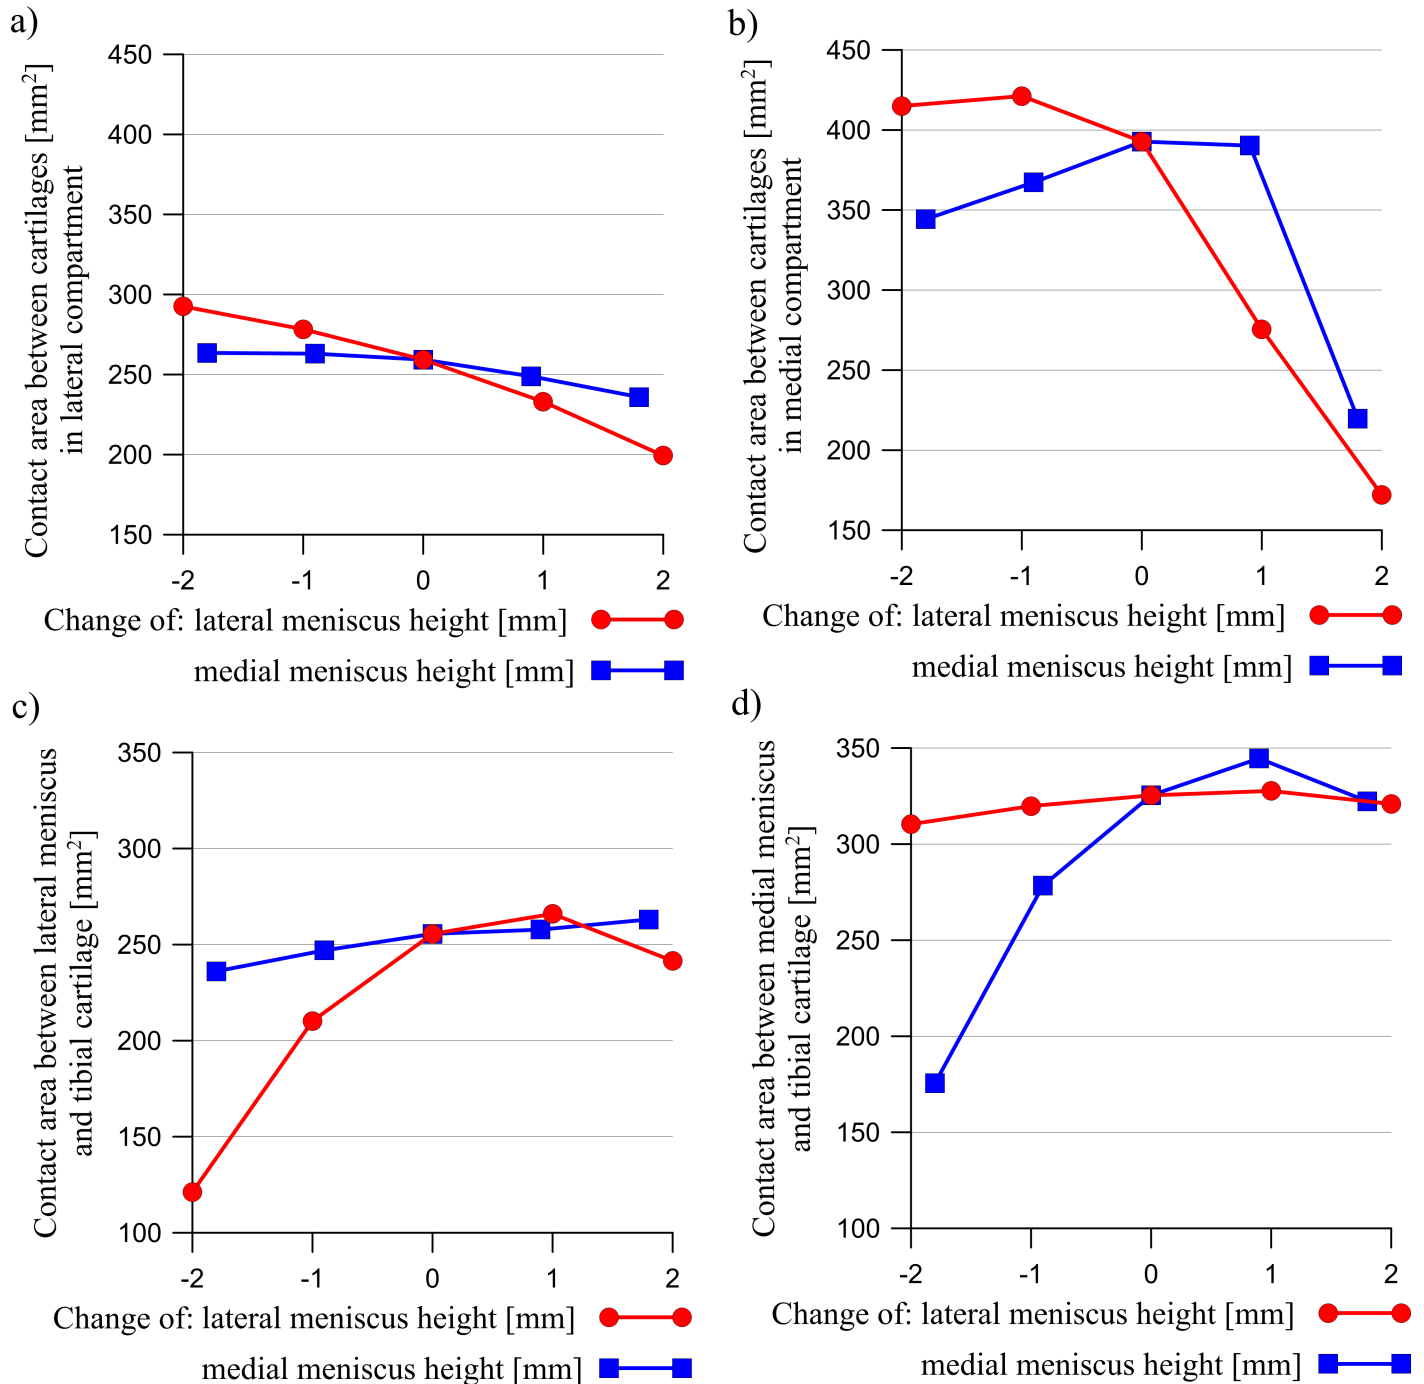 a)
Contact area between cartilages [mm²]
in lateral compartment
450
400
350
300
250
200
150
-2 -1 0 1 2
Change of: lateral meniscus height [mm]
medial meniscus height [mm]
b)
Contact area between cartilages [mm²]
in medial compartment
450
400
350
300
250
200
150
-2 -1 0 1 2
Change of: lateral meniscus height [mm]
medial meniscus height [mm]
c)
Contact area between lateral meniscus
and tibial cartilage [mm²]
350
300
250
200
150
100
-2 -1 0 1 2
Change of: lateral meniscus height [mm]
medial meniscus height [mm]
d)
Contact area between medial meniscus
and tibial cartilage [mm²]
350
300
250
200
150
100
-2 -1 0 1 2
Change of: lateral meniscus height [mm]
medial meniscus height [mm]